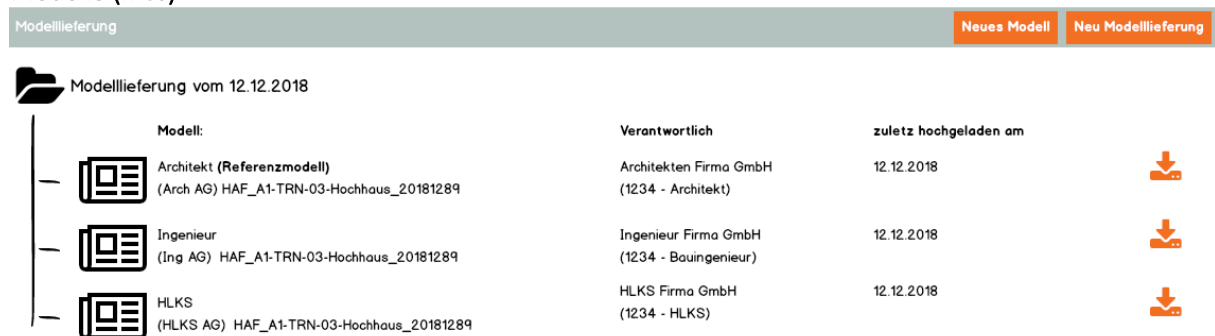 Modelllieferung Neues Modell Neu Modelllieferung
Modelllieferung vom 12.12.2018
Modell: Verantwortlich zuletz hochgeladen am
Architekt (Referenzmodell) Architekten Firma GmbH 12.12.2018
(Arch AG) HAF_A1-TRN-03-Hochhaus_20181289 (1234 - Architekt)
Ingenieur Ingenieur Firma GmbH 12.12.2018
(Ing AG) HAF_A1-TRN-03-Hochhaus_20181289 (1234 - Bauingenieur)
HLKS HLKS Firma GmbH 12.12.2018
(HLKS AG) HAF_A1-TRN-03-Hochhaus_20181289 (1234 - HLKS)